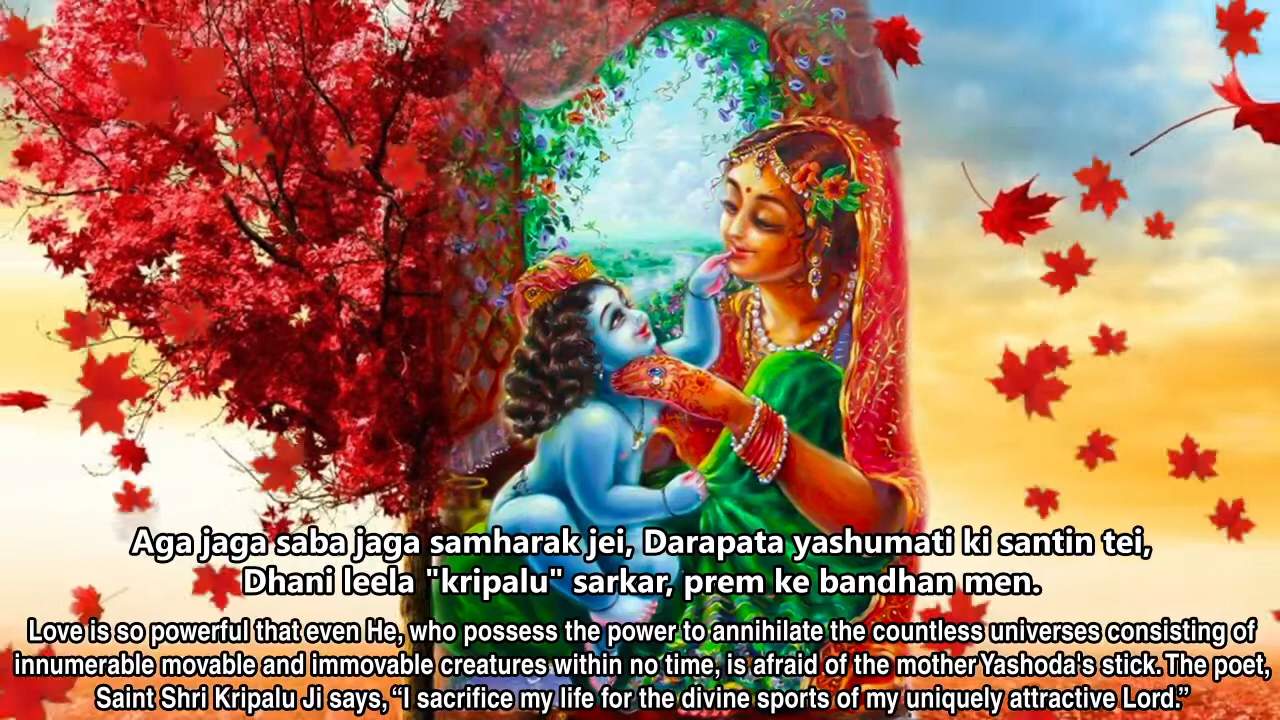 Aga jaga saba jaga samharak jei, Darapata yashumati ki santin tei,
Dhani leela "kripalu" sarkar, prem ke bandhan men.
Love is so powerful that even He, who possess the power to annihilate the countless universes consisting of
innumerable movable and immovable creatures within no time, is afraid of the mother Yashoda's stick. The poet,
Saint Shri Kripalu Ji says, “I sacrifice my life for the divine sports of my uniquely attractive Lord.”